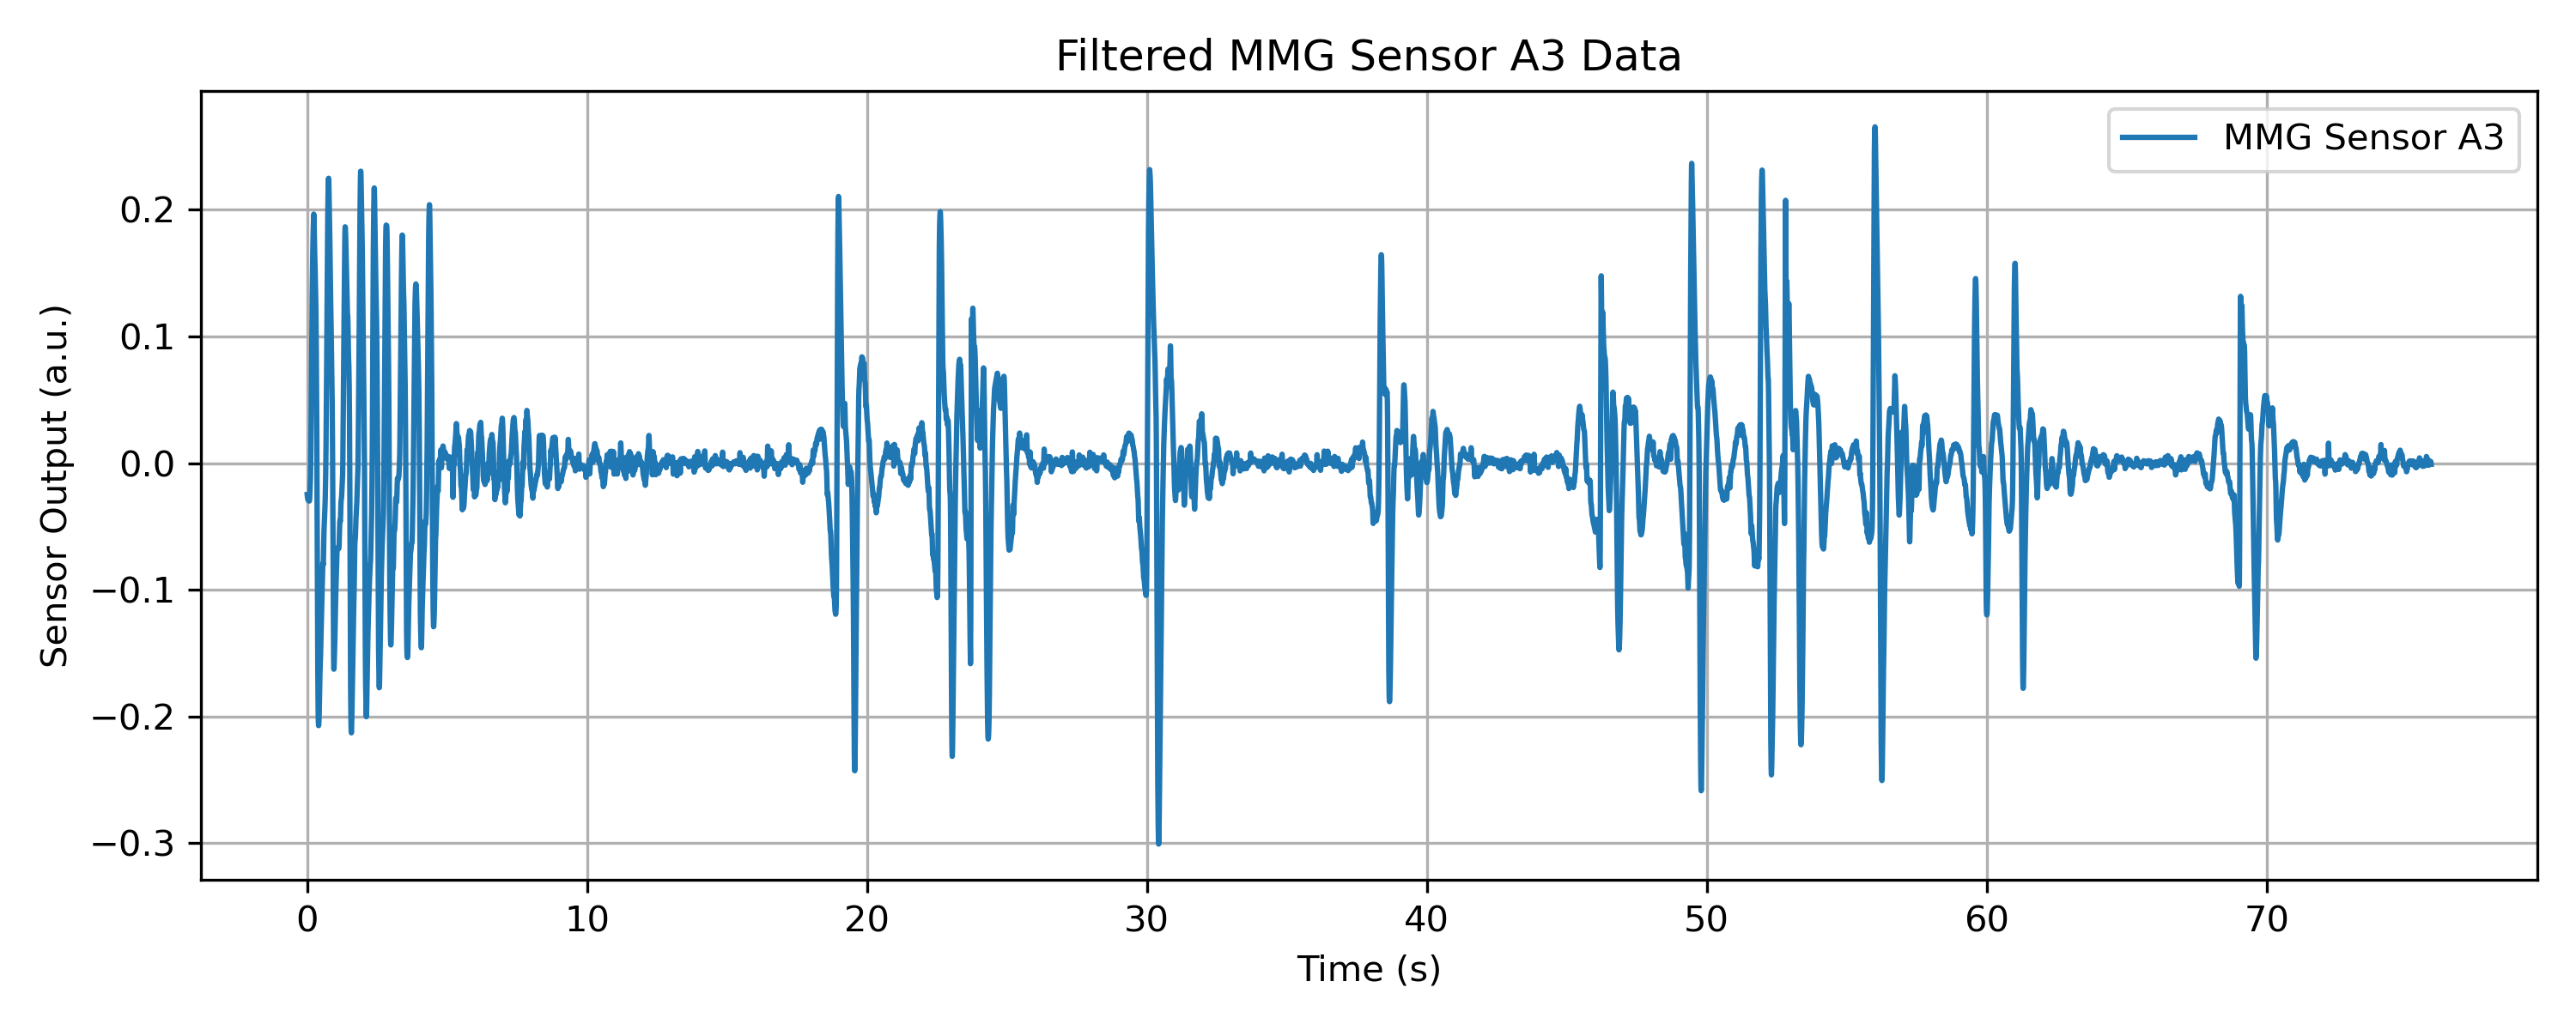 Filtered MMG Sensor A3 Data
MMG Sensor A3
Sensor Output (a.u.)
0.2
0.1
0.0
−0.1
−0.2
−0.3
0 10 20 30 40 50 60 70
Time (s)